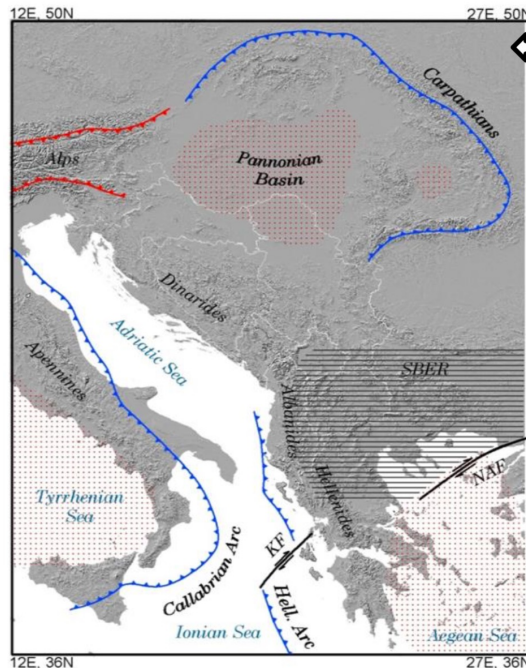 12E, 50N
27E, 50N
Carpathians
Alps
Pannonian
Basin
Dinarides
Adriatic Sea
Apennines
SBER
Albanides
Hellenides
NAF
Tyrrhenian
Sea
KF
Callabrian Arc
Hell. Arc
Ionian Sea
Aegean Sea
12E, 36N
27E, 36N